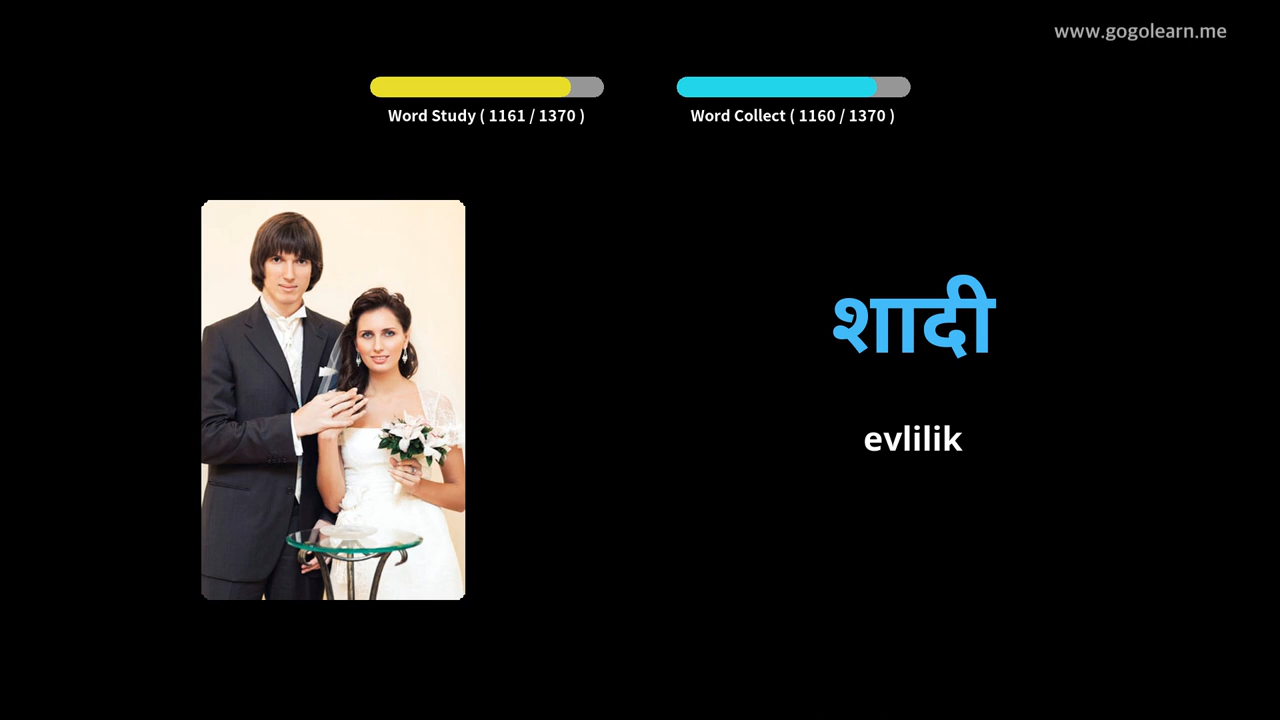 www.gogolearn.me
Word Study ( 1161 / 1370 )
Word Collect ( 1160 / 1370 )
शादी
evlilik